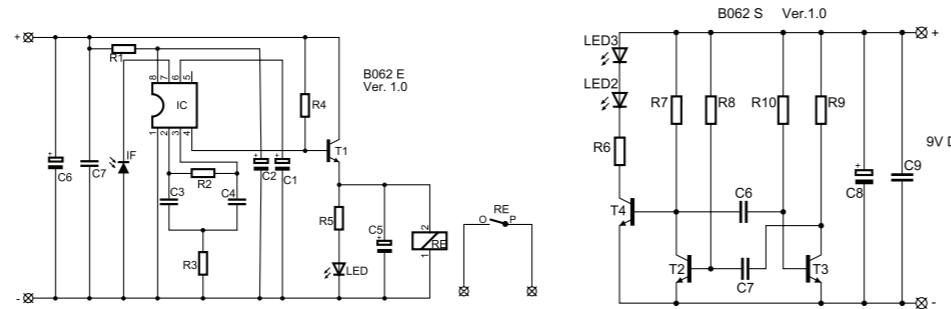 B062 E
Ver. 1.0
+
R1
8 7 6 5
IC
1 2 3 4
R4
T1
IF
+
C6
C7
C3
R2
C4
+
C2
+
C1
R3
R5
LED
+
C5
2
RE
1
RE
O P
-
B062 S Ver.1.0
+
LED3
LED2
R6
R7
R8
R10
R9
9V D
+
C8
C9
T4
C6
T2
C7
T3
-